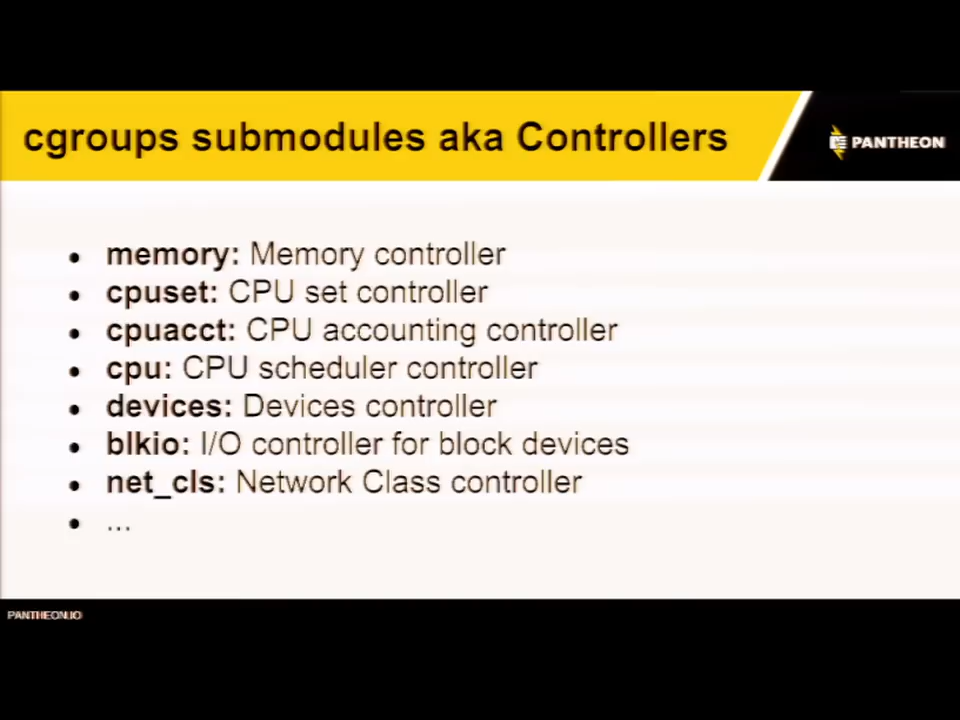 cgroups submodules aka Controllers
PANTHEON
• memory: Memory controller
• cpuset: CPU set controller
• cpuacct: CPU accounting controller
• cpu: CPU scheduler controller
• devices: Devices controller
• blkio: I/O controller for block devices
• net_cls: Network Class controller
• ...
PANTHEON.IO